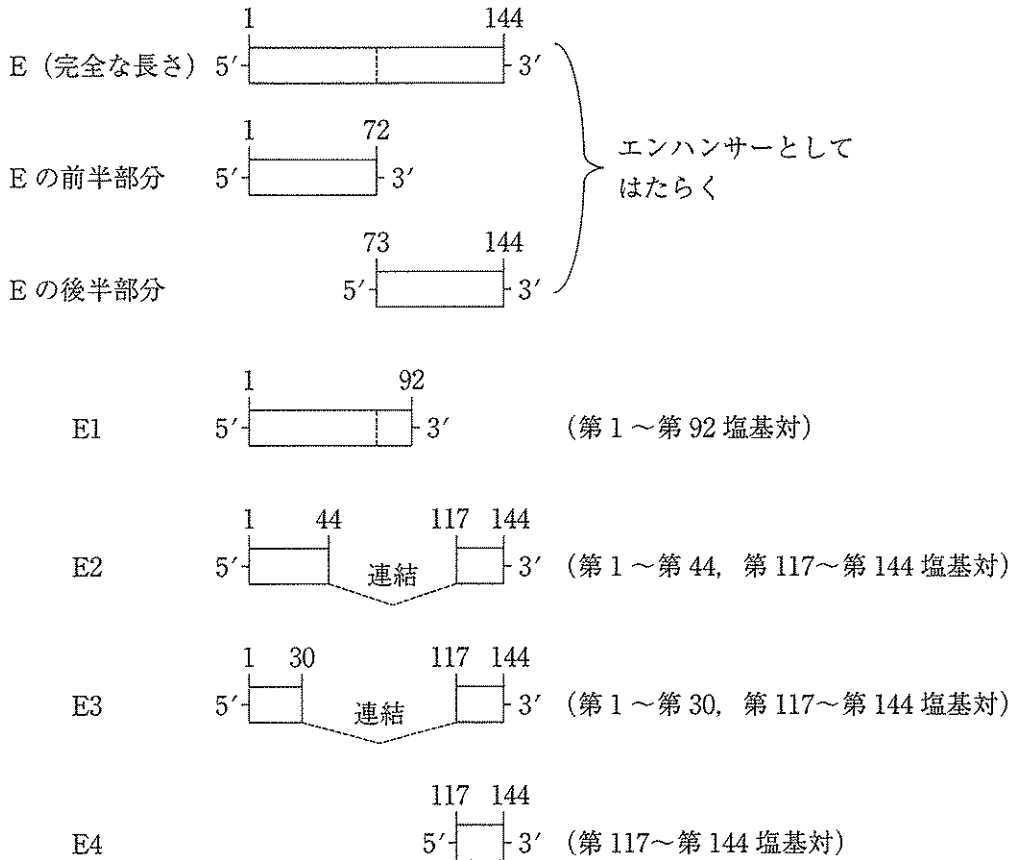 1 144
E(完全な長さ) 5′ 3′
1 72
Eの前半部分 5′ 3′
エンハンサーとして
はたらく
73 144
Eの後半部分 5′ 3′
1 92
E1 5′ 3′ (第1～第92塩基対)
1 44 117 144
E2 5′ 連結 3′ (第1～第44,第117～第144塩基対)
1 30 117 144
E3 5′ 連結 3′ (第1～第30,第117～第144塩基対)
117 144
E4 5′ 3′ (第117～第144塩基対)